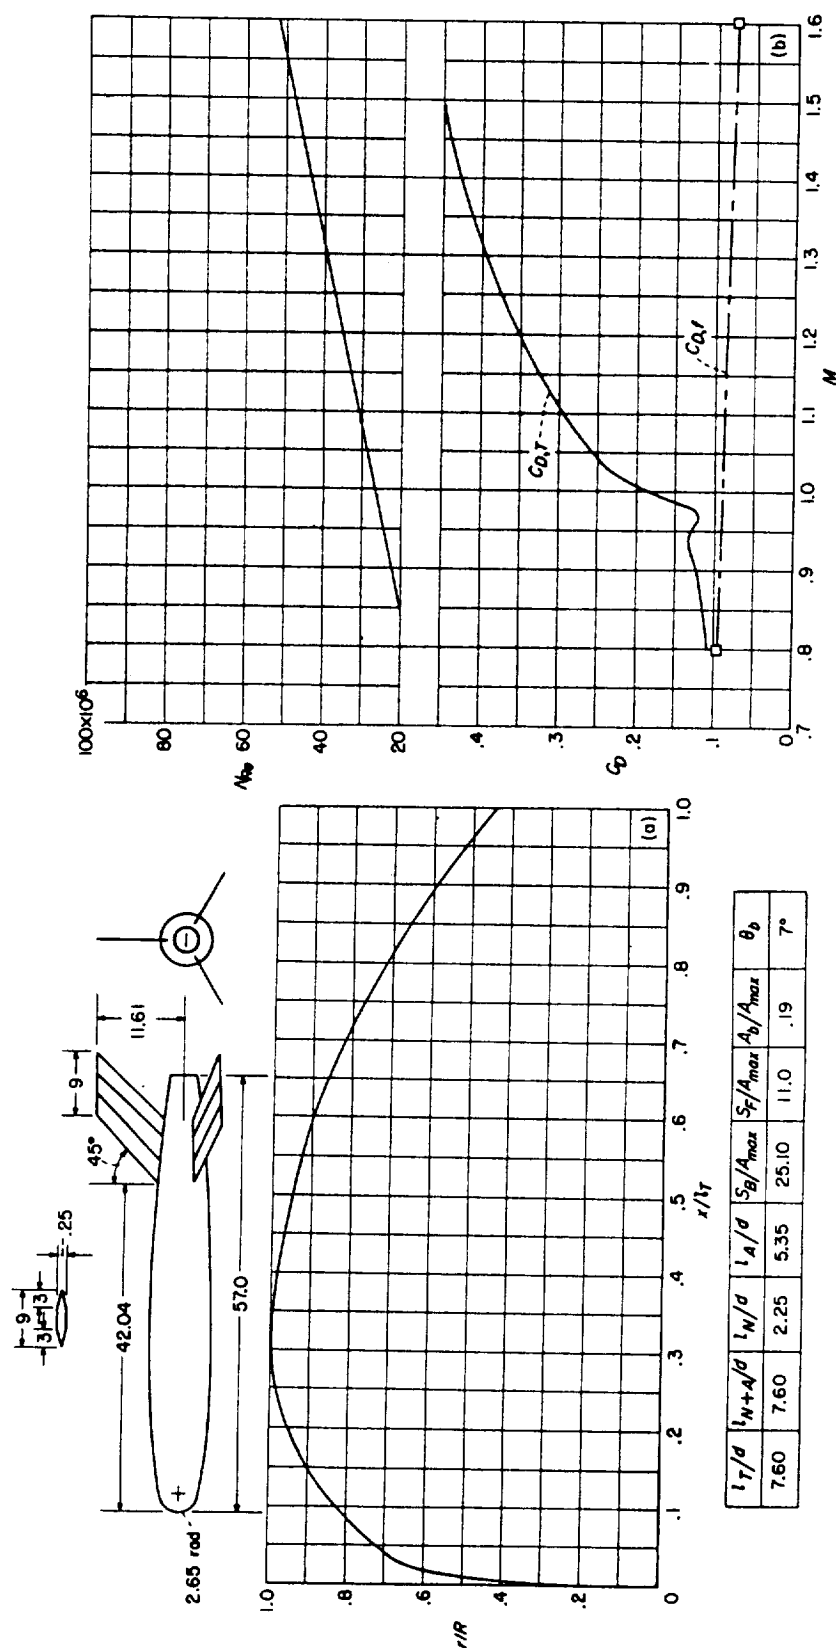 9
3 3
.25
45°
9
11.61
42.04
57.0
2.65 rad
1.0
.8
.6
.4
.2
0
r/R
.1 .2 .3 .4 .5 .6 .7 .8 .9 1.0
x/l_T
(a)
l_T/d l_N+A/d l_N/d l_A/d S_B/A_max S_F/A_max A_b/A_max θ_b
7.60 7.60 2.25 5.35 25.10 11.0 .19 7°
100×10⁶
80
60
40
20
N_Re
.4
.3
.2
.1
0
C_D
C_D,T
C_D,f
.7 .8 .9 1.0 1.1 1.2 1.3 1.4 1.5 1.6
M
(b)